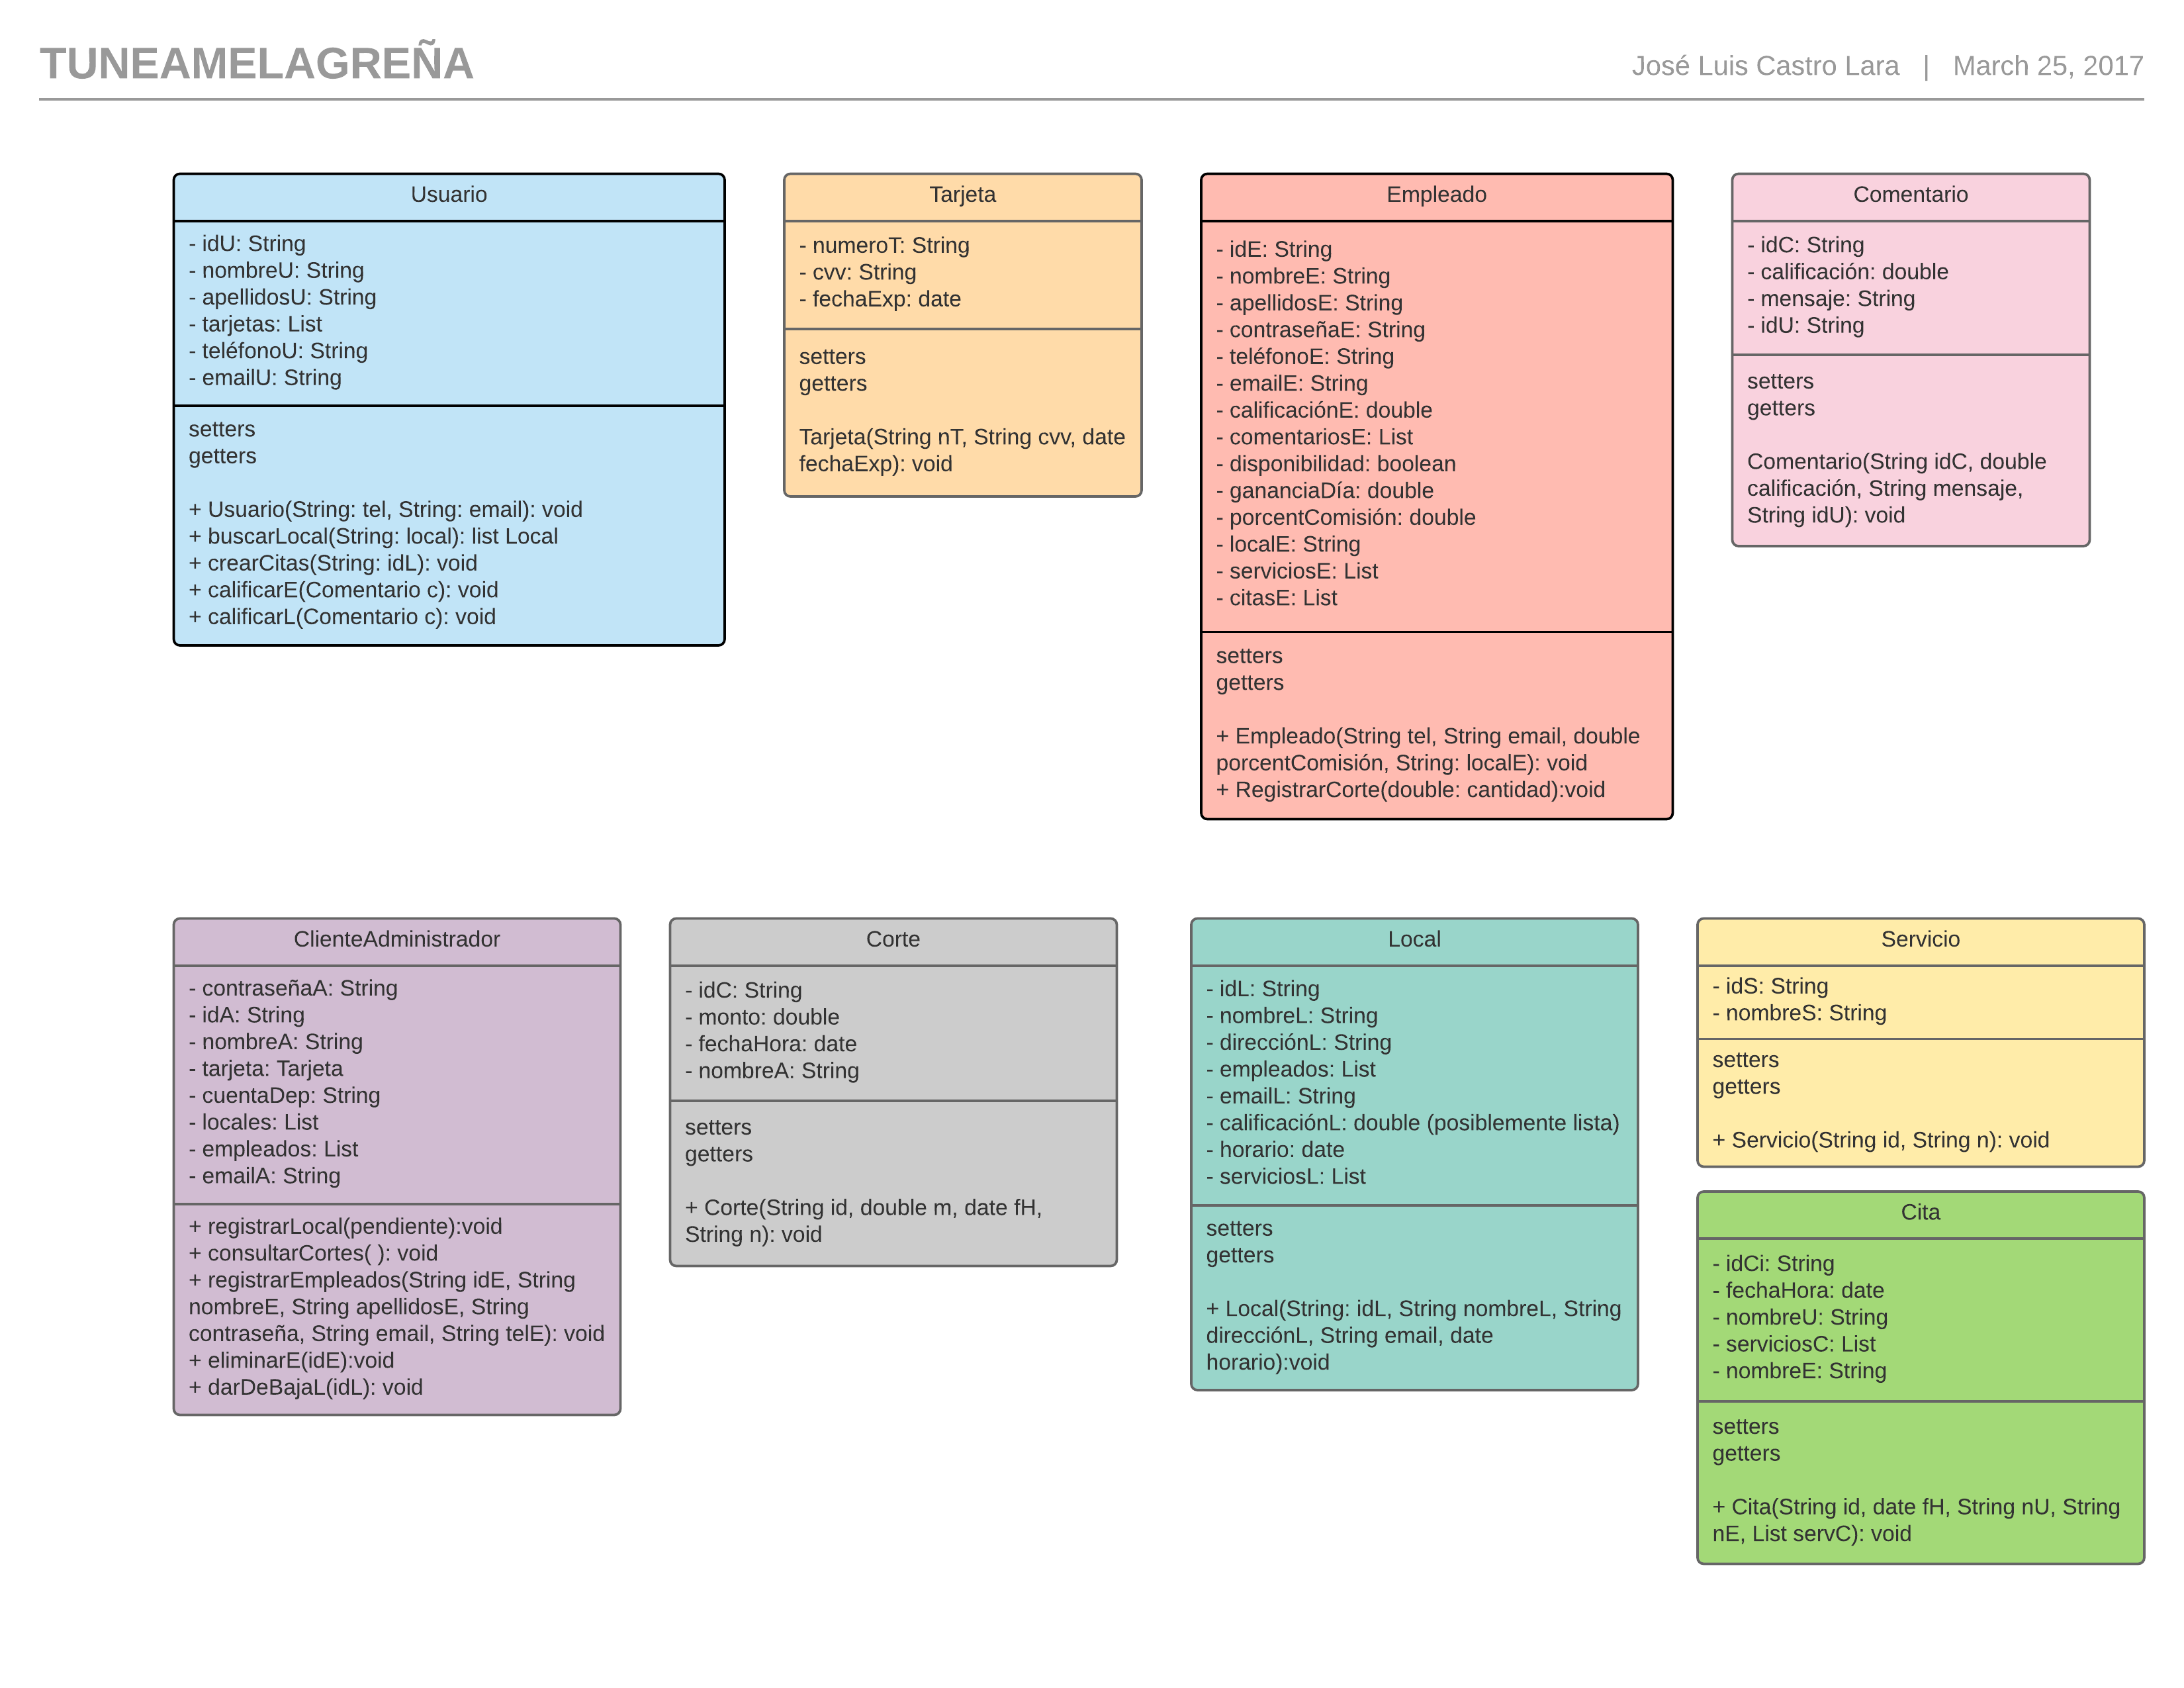 TUNEAMELAGREÑA
José Luis Castro Lara | March 25, 2017
Usuario
- idU: String
- nombreU: String
- apellidosU: String
- tarjetas: List
- teléfonoU: String
- emailU: String
setters
getters
+ Usuario(String: tel, String: email): void
+ buscarLocal(String: local): list Local
+ crearCitas(String: idL): void
+ calificarE(Comentario c): void
+ calificarL(Comentario c): void
Tarjeta
- numeroT: String
- cvv: String
- fechaExp: date
setters
getters
Tarjeta(String nT, String cvv, date
fechaExp): void
Empleado
- idE: String
- nombreE: String
- apellidosE: String
- contraseñaE: String
- teléfonoE: String
- emailE: String
- calificaciónE: double
- comentariosE: List
- disponibilidad: boolean
- gananciaDía: double
- porcentComisión: double
- localE: String
- serviciosE: List
- citasE: List
setters
getters
+ Empleado(String tel, String email, double
porcentComisión, String: localE): void
+ RegistrarCorte(double: cantidad):void
Comentario
- idC: String
- calificación: double
- mensaje: String
- idU: String
setters
getters
Comentario(String idC, double
calificación, String mensaje,
String idU): void
ClienteAdministrador
- contraseñaA: String
- idA: String
- nombreA: String
- tarjeta: Tarjeta
- cuentaDep: String
- locales: List
- empleados: List
- emailA: String
+ registrarLocal(pendiente):void
+ consultarCortes( ): void
+ registrarEmpleados(String idE, String
nombreE, String apellidosE, String
contraseña, String email, String telE): void
+ eliminarE(idE):void
+ darDeBajaL(idL): void
Corte
- idC: String
- monto: double
- fechaHora: date
- nombreA: String
setters
getters
+ Corte(String id, double m, date fH,
String n): void
Local
- idL: String
- nombreL: String
- direcciónL: String
- empleados: List
- emailL: String
- calificaciónL: double (posiblemente lista)
- horario: date
- serviciosL: List
setters
getters
+ Local(String: idL, String nombreL, String
direcciónL, String email, date
horario):void
Servicio
- idS: String
- nombreS: String
setters
getters
+ Servicio(String id, String n): void
Cita
- idCi: String
- fechaHora: date
- nombreU: String
- serviciosC: List
- nombreE: String
setters
getters
+ Cita(String id, date fH, String nU, String
nE, List servC): void